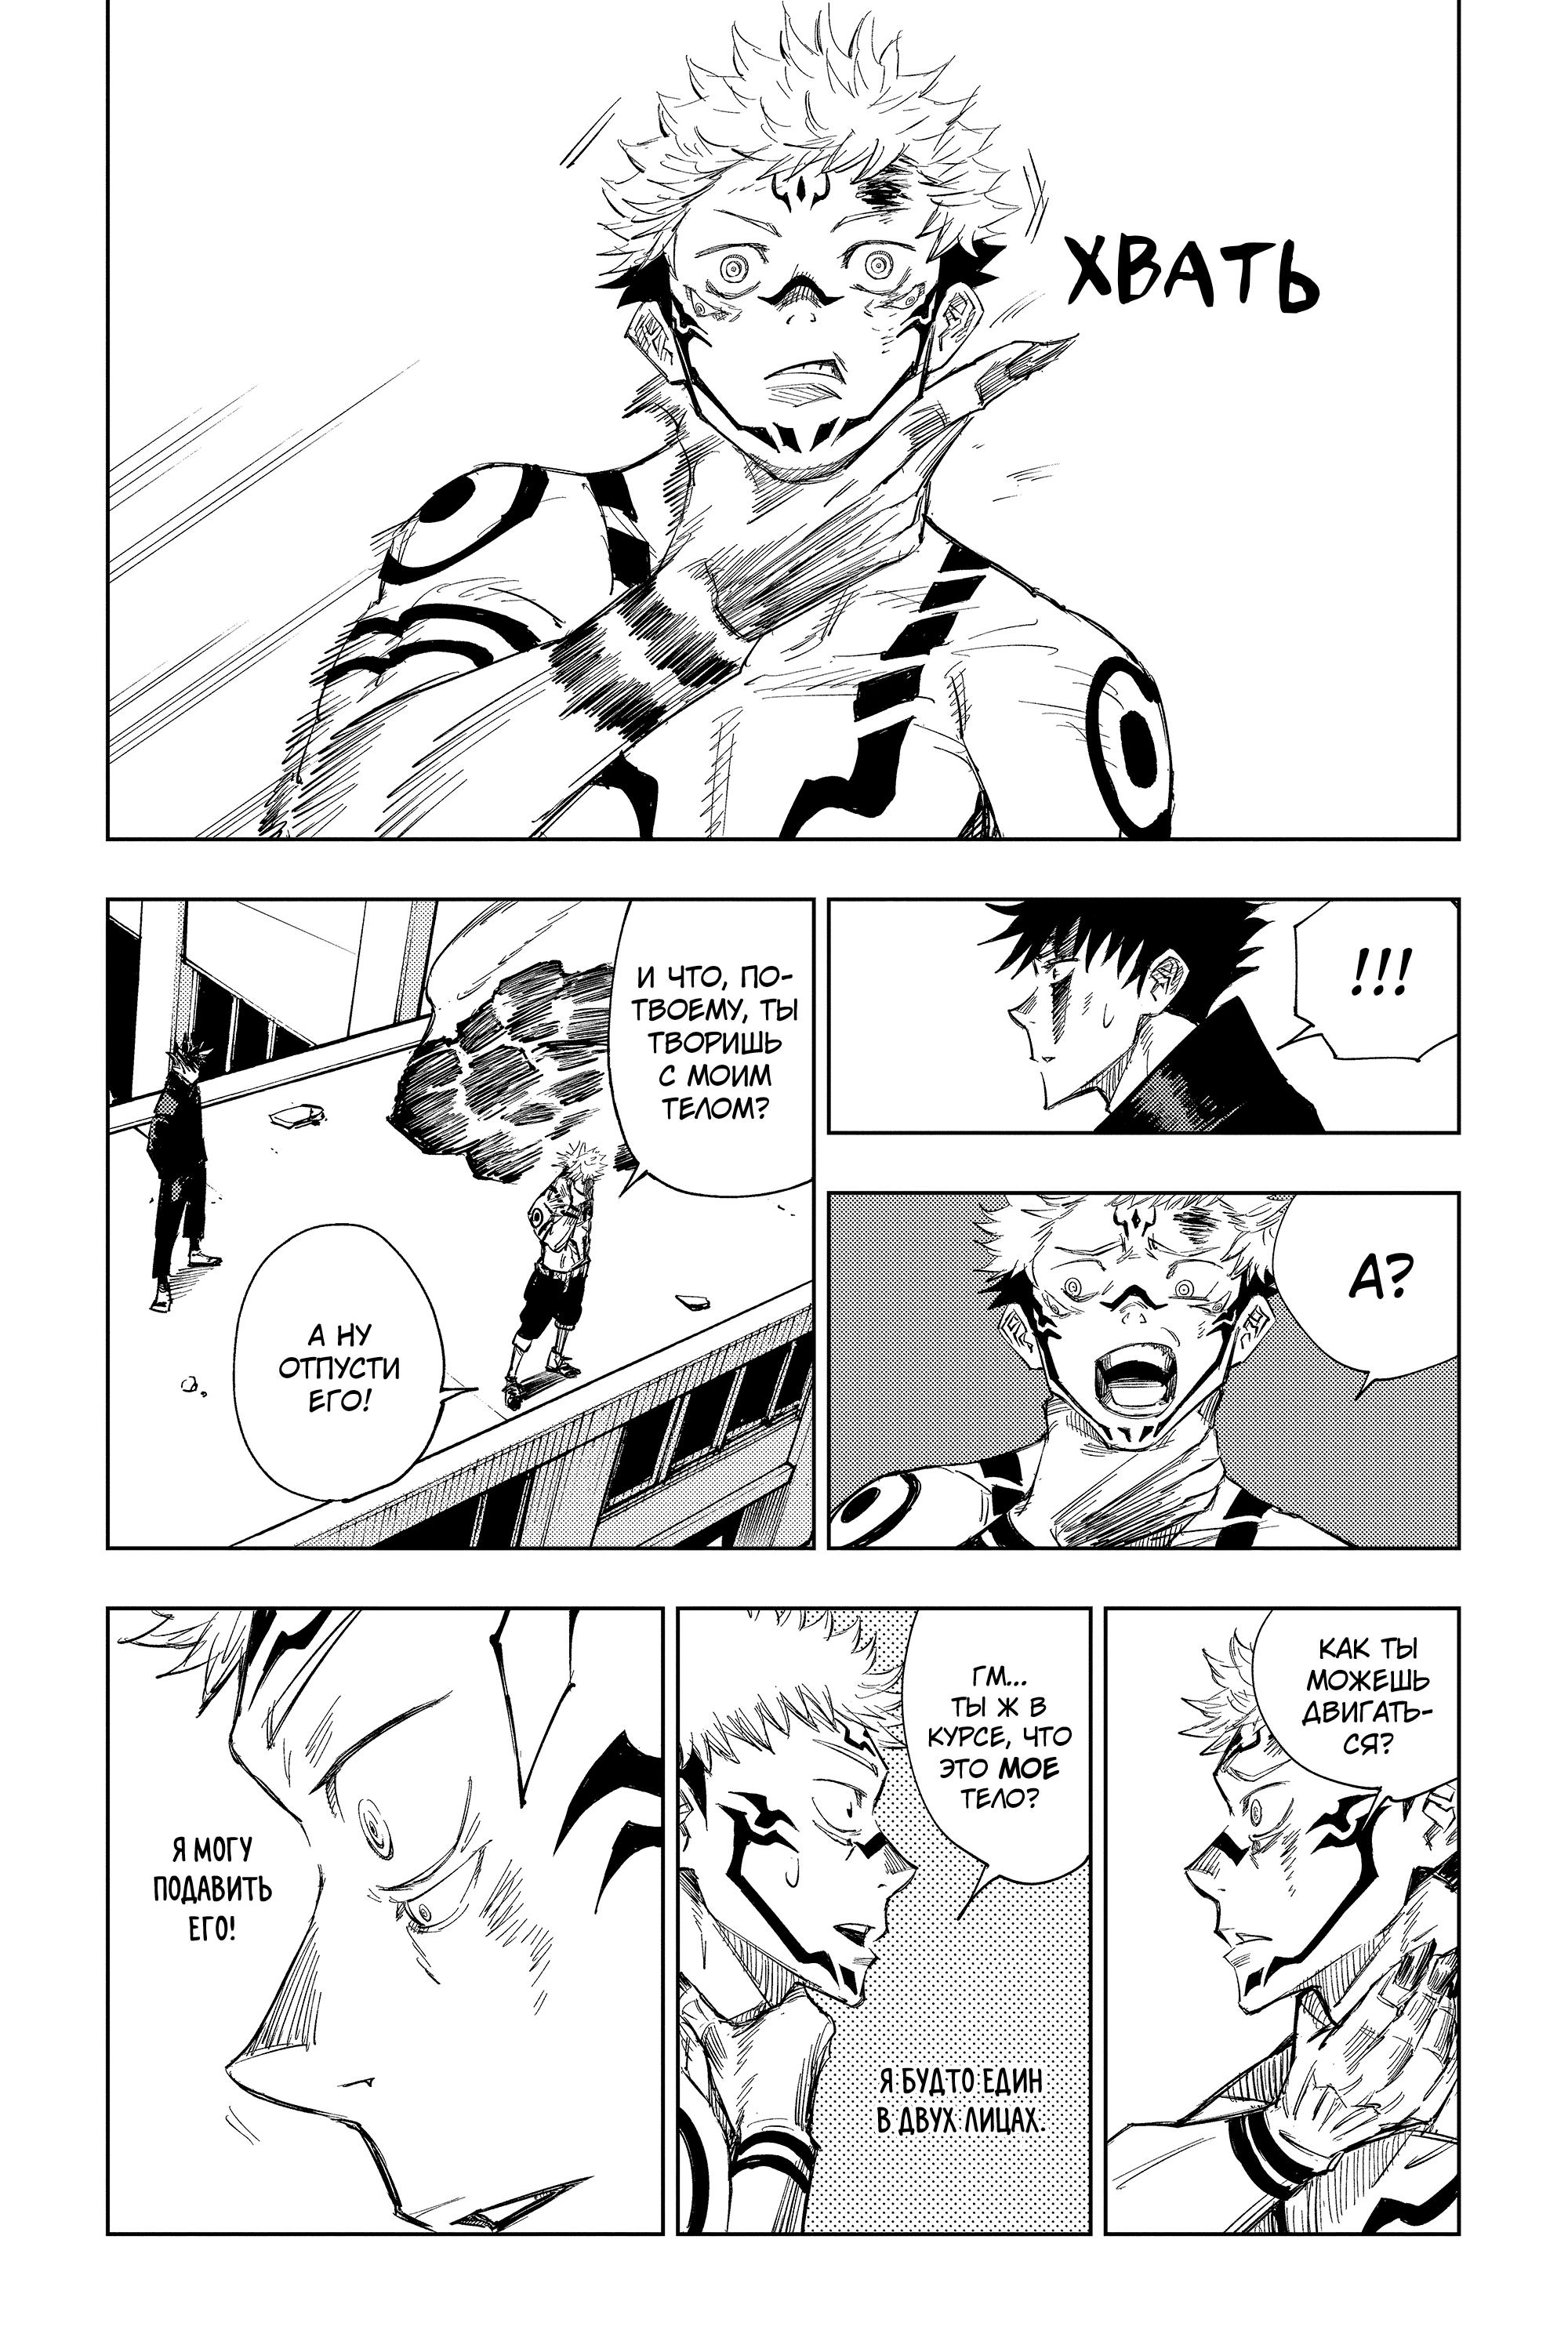 ХВАТЬ
!!!
А?
И ЧТО, ПО-
ТВОЕМУ, ТЫ
ТВОРИШЬ
С МОИМ
ТЕЛОМ?
А НУ
ОТПУСТИ
ЕГО!
КАК ТЫ
МОЖЕШЬ
ДВИГАТЬ-
СЯ?
ГМ...
ТЫ Ж В
КУРСЕ, ЧТО
ЭТО МОЕ
ТЕЛО?
Я БУДТО ЕДИН
В ДВУХ ЛИЦАХ.
Я МОГУ
ПОДАВИТЬ
ЕГО!